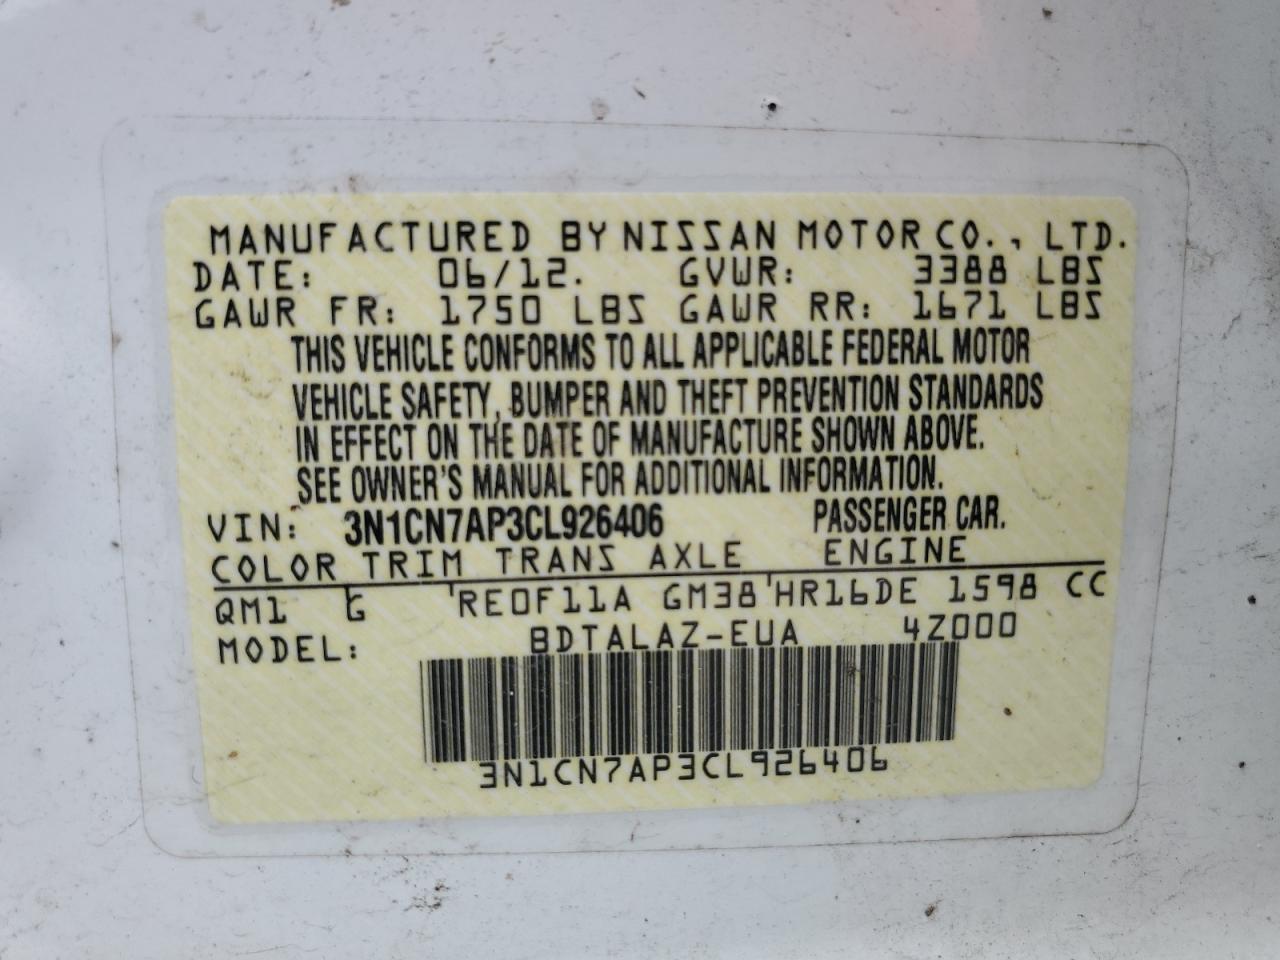 MANUFACTURED BY NISSAN MOTOR CO., LTD.
DATE: 06/12. GVWR: 3388 LBS
GAWR FR: 1750 LBS GAWR RR: 1671 LBS
THIS VEHICLE CONFORMS TO ALL APPLICABLE FEDERAL MOTOR
VEHICLE SAFETY, BUMPER AND THEFT PREVENTION STANDARDS
IN EFFECT ON THE DATE OF MANUFACTURE SHOWN ABOVE.
SEE OWNER'S MANUAL FOR ADDITIONAL INFORMATION.
VIN: 3N1CN7AP3CL926406 PASSENGER CAR.
COLOR TRIM TRANS AXLE ENGINE
QM1 G 'RE0F11A GM38'HR16DE 1598 CC
MODEL: BDTALAZ-EUA 4Z000
3N1CN7AP3CL926406